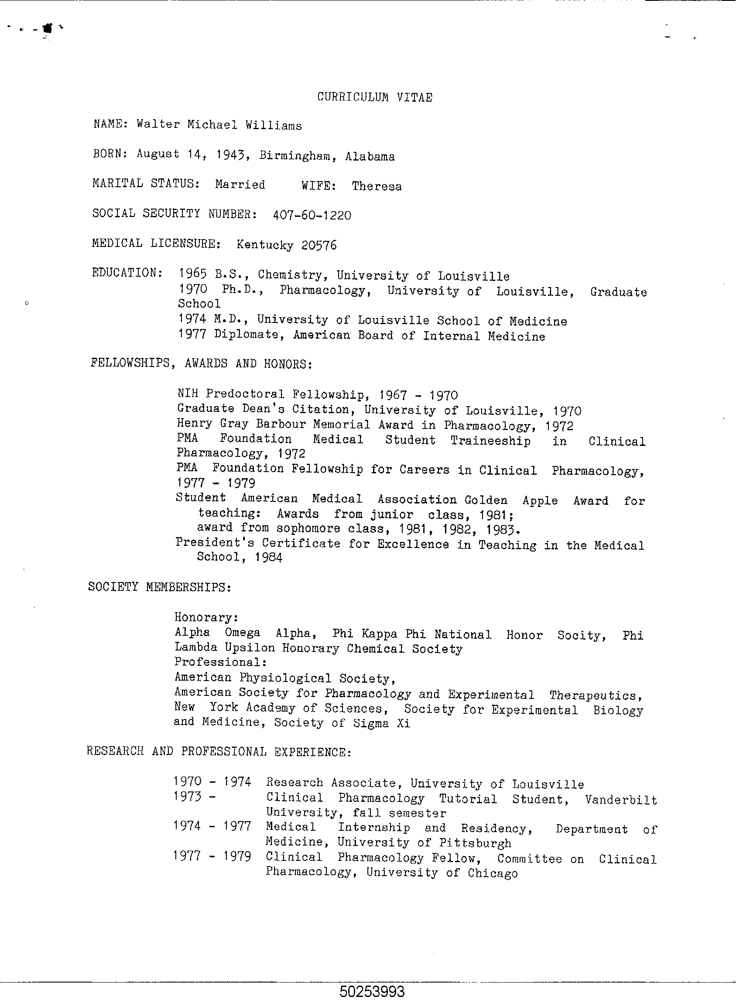 CURRICULUM VITAE
NAME: Walter Michael Williams
BORN: August 14, 1943, Birmingham, Alabama
MARITAL STATUS: Married WIFE: Theresa
SOCIAL SECURITY NUMBER: 407-60-1220
MEDICAL LICENSURE: Kentucky 20576
EDUCATION: 1965 B.S., Chemistry, University of Louisville
1970 Ph.D., Pharmacology, University of Louisville, Graduate
School
1974 M.D., University of Louisville School of Medicine
1977 Diplomate, American Board of Internal Medicine
FELLOWSHIPS, AWARDS AND HONORS:
NIH Predoctoral Fellowship, 1967 - 1970
Graduate Dean's Citation, University of Louisville, 1970
Henry Gray Barbour Memorial Award in Pharmacology, 1972
PMA Foundation Medical Student Traineeship in Clinical
Pharmacology, 1972
PMA Foundation Fellowship for Careers in Clinical Pharmacology,
1977 - 1979
Student American Medical Association Golden Apple Award for
teaching: Awards from junior class, 1981;
award from sophomore class, 1981, 1982, 1983.
President's Certificate for Excellence in Teaching in the Medical
School, 1984
SOCIETY MEMBERSHIPS:
Honorary:
Alpha Omega Alpha, Phi Kappa Phi National Honor Socity, Phi
Lambda Upsilon Honorary Chemical Society
Professional:
American Physiological Society,
American Society for Pharmacology and Experimental Therapeutics,
New York Academy of Sciences, Society for Experimental Biology
and Medicine, Society of Sigma Xi
RESEARCH AND PROFESSIONAL EXPERIENCE:
1970 - 1974 Research Associate, University of Louisville
1973 - Clinical Pharmacology Tutorial Student, Vanderbilt
University, fall semester
1974 - 1977 Medical Internship and Residency, Department of
Medicine, University of Pittsburgh
1977 - 1979 Clinical Pharmacology Fellow, Committee on Clinical
Pharmacology, University of Chicago
50253993